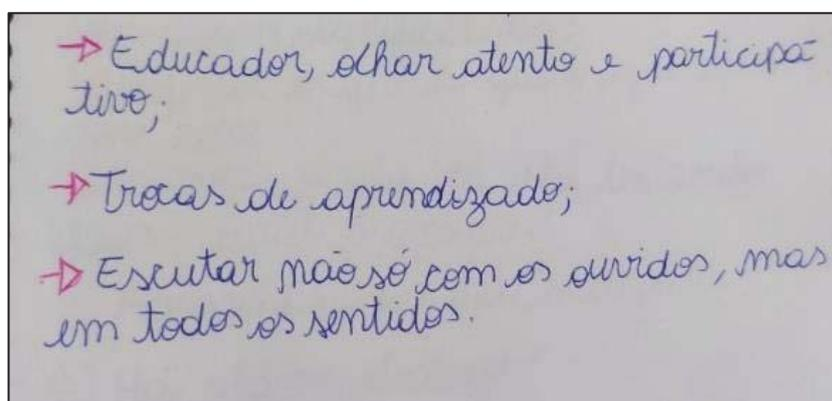 → Educador, olhar atento e participa-
tivo;
→ Trocas de aprendizado;
→ Escutar não só com os ouvidos, mas
em todos os sentidos.